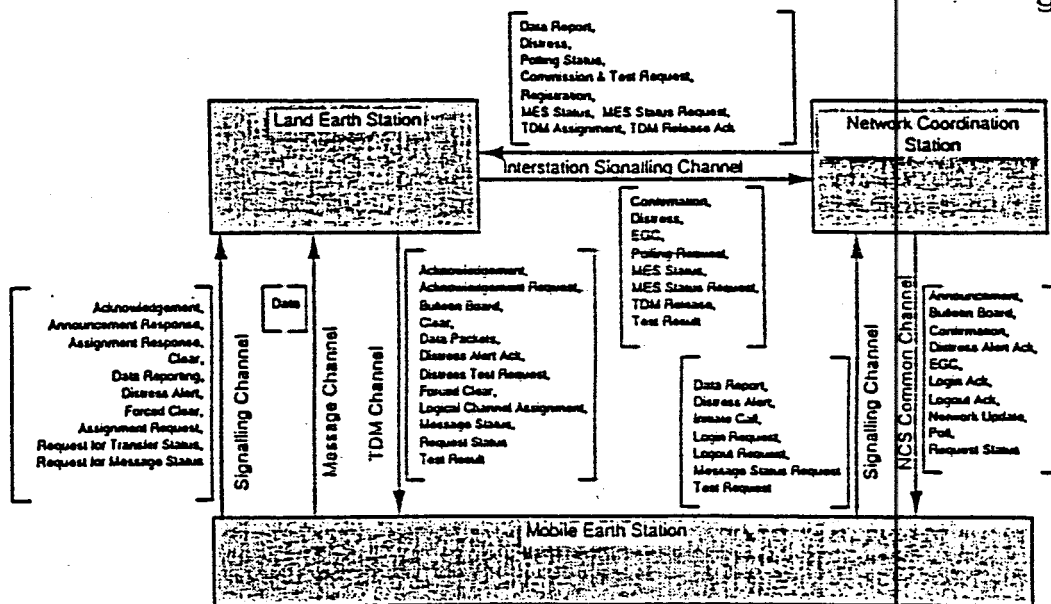 g
Data Report,
Distress,
Polling Status,
Commission & Test Request,
Registration,
MES Status, MES Status Request,
TDM Assignment, TDM Release Ack
Land Earth Station
Network Coordination
Station
Interstation Signalling Channel
Confirmation,
Distress,
EGC,
Polling Request,
MES Status,
MES Status Request,
TDM Release,
Test Result
Acknowledgement,
Announcement Response,
Assignment Response,
Clear,
Data Reporting,
Distress Alert,
Forced Clear,
Assignment Request,
Request for Transfer Status,
Request for Message Status
Signalling Channel
Data
Message Channel
TDM Channel
Acknowledgement,
Acknowledgement Request,
Bulletin Board,
Clear,
Data Packets,
Distress Alert Ack,
Distress Test Request,
Forced Clear,
Logical Channel Assignment,
Message Status,
Request Status
Test Result
Data Report,
Distress Alert,
Initiate Call,
Login Request,
Logout Request,
Message Status Request
Test Request
Signalling Channel
NCS Common Channel
Announcement,
Bulletin Board,
Confirmation,
Distress Alert Ack,
EGC,
Login Ack,
Logout Ack,
Network Update,
Poll,
Request Status
Mobile Earth Station